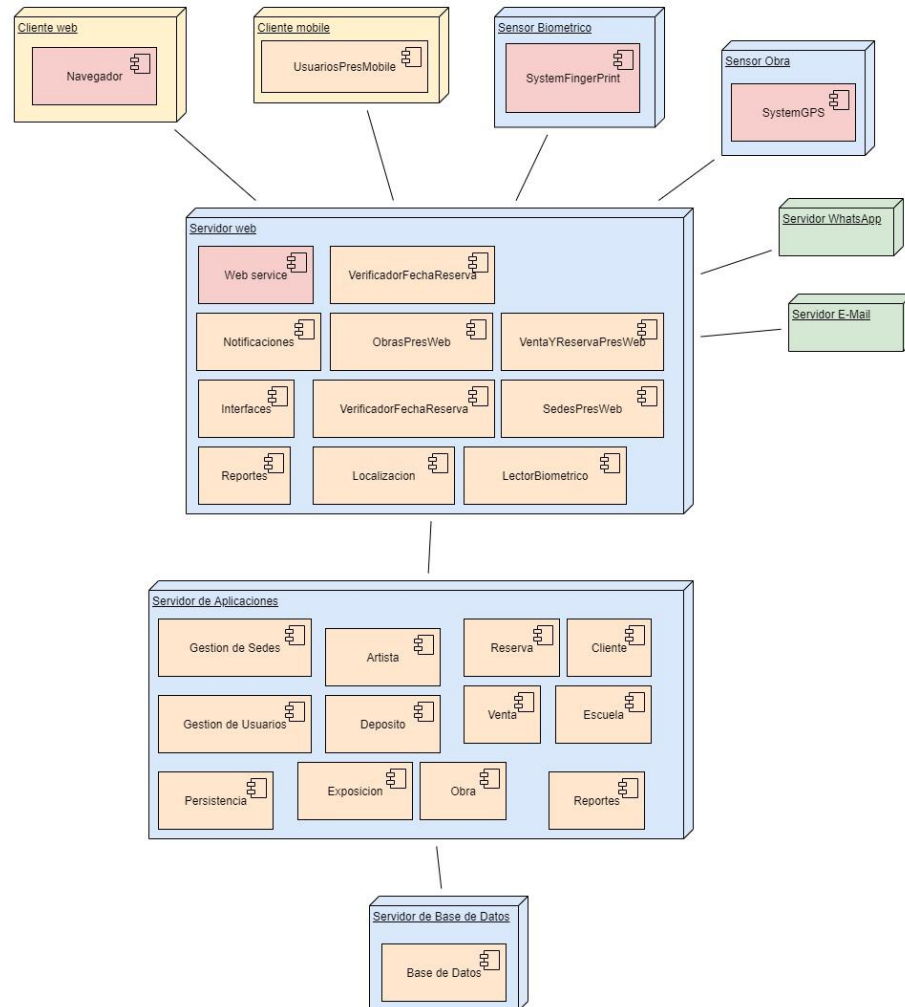 Cliente web
Navegador
Cliente mobile
UsuariosPresMobile
Sensor Biometrico
SystemFingerPrint
Sensor Obra
SystemGPS
Servidor WhatsApp
Servidor E-Mail
Servidor web
Web service
VerificadorFechaReserva
Notificaciones
ObrasPresWeb
VentaYReservaPresWeb
Interfaces
VerificadorFechaReserva
SedesPresWeb
Reportes
Localizacion
LectorBiometrico
Servidor de Aplicaciones
Gestion de Sedes
Artista
Reserva
Cliente
Gestion de Usuarios
Deposito
Venta
Escuela
Persistencia
Exposicion
Obra
Reportes
Servidor de Base de Datos
Base de Datos